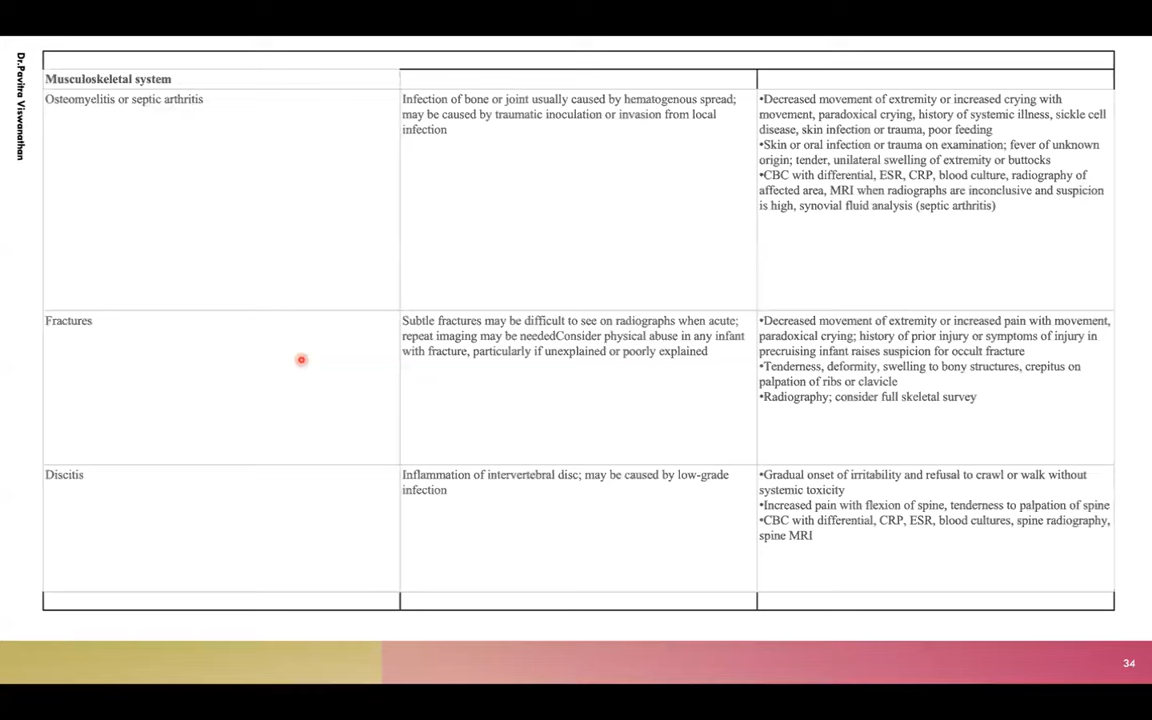 Dr.Pavitra Viswanathan
Musculoskeletal system
Osteomyelitis or septic arthritis
Infection of bone or joint usually caused by hematogenous spread;
may be caused by traumatic inoculation or invasion from local
infection
•Decreased movement of extremity or increased crying with
movement, paradoxical crying, history of systemic illness, sickle cell
disease, skin infection or trauma, poor feeding
•Skin or oral infection or trauma on examination; fever of unknown
origin; tender, unilateral swelling of extremity or buttocks
•CBC with differential, ESR, CRP, blood culture, radiography of
affected area, MRI when radiographs are inconclusive and suspicion
is high, synovial fluid analysis (septic arthritis)
Fractures
Subtle fractures may be difficult to see on radiographs when acute;
repeat imaging may be neededConsider physical abuse in any infant
with fracture, particularly if unexplained or poorly explained
•Decreased movement of extremity or increased pain with movement,
paradoxical crying; history of prior injury or symptoms of injury in
precruising infant raises suspicion for occult fracture
•Tenderness, deformity, swelling to bony structures, crepitus on
palpation of ribs or clavicle
•Radiography; consider full skeletal survey
Discitis
Inflammation of intervertebral disc; may be caused by low-grade
infection
•Gradual onset of irritability and refusal to crawl or walk without
systemic toxicity
•Increased pain with flexion of spine, tenderness to palpation of spine
•CBC with differential, CRP, ESR, blood cultures, spine radiography,
spine MRI
34